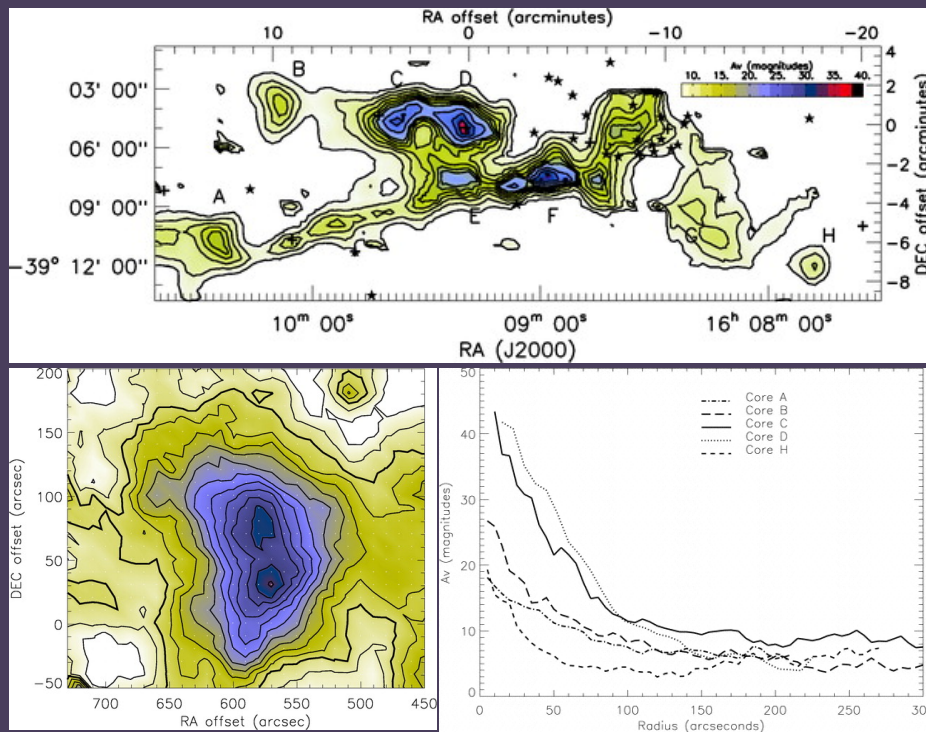 RA offset (arcminutes)
10 0 -10 -20
Av (magnitudes)
10. 15. 20. 25. 30. 35. 40.
B C D
A E F G H
03' 00"
06' 00"
09' 00"
-39° 12' 00"
4
2
0
-2
-4
-6
-8
DEC offset (arcminutes)
10ᵐ 00ˢ 09ᵐ 00ˢ 16ʰ 08ᵐ 00ˢ
RA (J2000)
200
150
100
50
0
-50
DEC offset (arcsec)
700 650 600 550 500 450
RA offset (arcsec)
50
40
30
20
10
0
Av (magnitudes)
Core A
Core B
Core C
Core D
Core H
0 50 100 150 200 250 300
Radius (arcseconds)